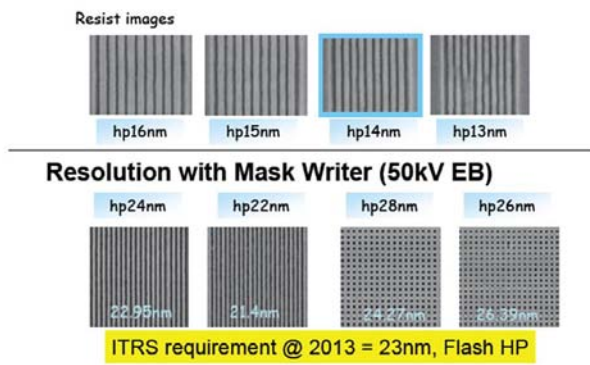 Resist images
hp16nm hp15nm hp14nm hp13nm
Resolution with Mask Writer (50kV EB)
hp24nm hp22nm hp28nm hp26nm
22.95nm 21.4nm 24.27nm 26.39nm
ITRS requirement @ 2013 = 23nm, Flash HP